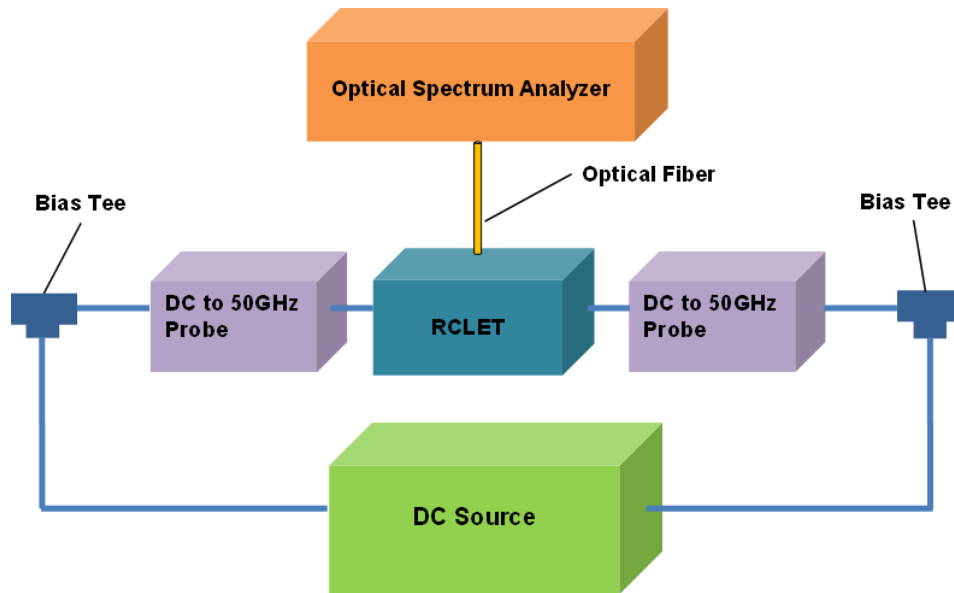 Optical Spectrum Analyzer
Optical Fiber
Bias Tee
Bias Tee
DC to 50GHz
Probe
RCLET
DC to 50GHz
Probe
DC Source